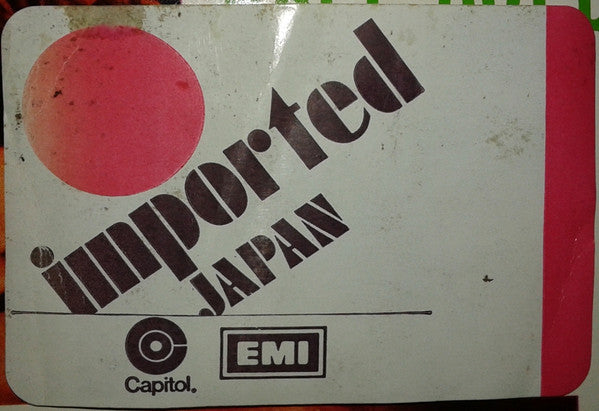 imported
JAPAN
Capitol.
EMI